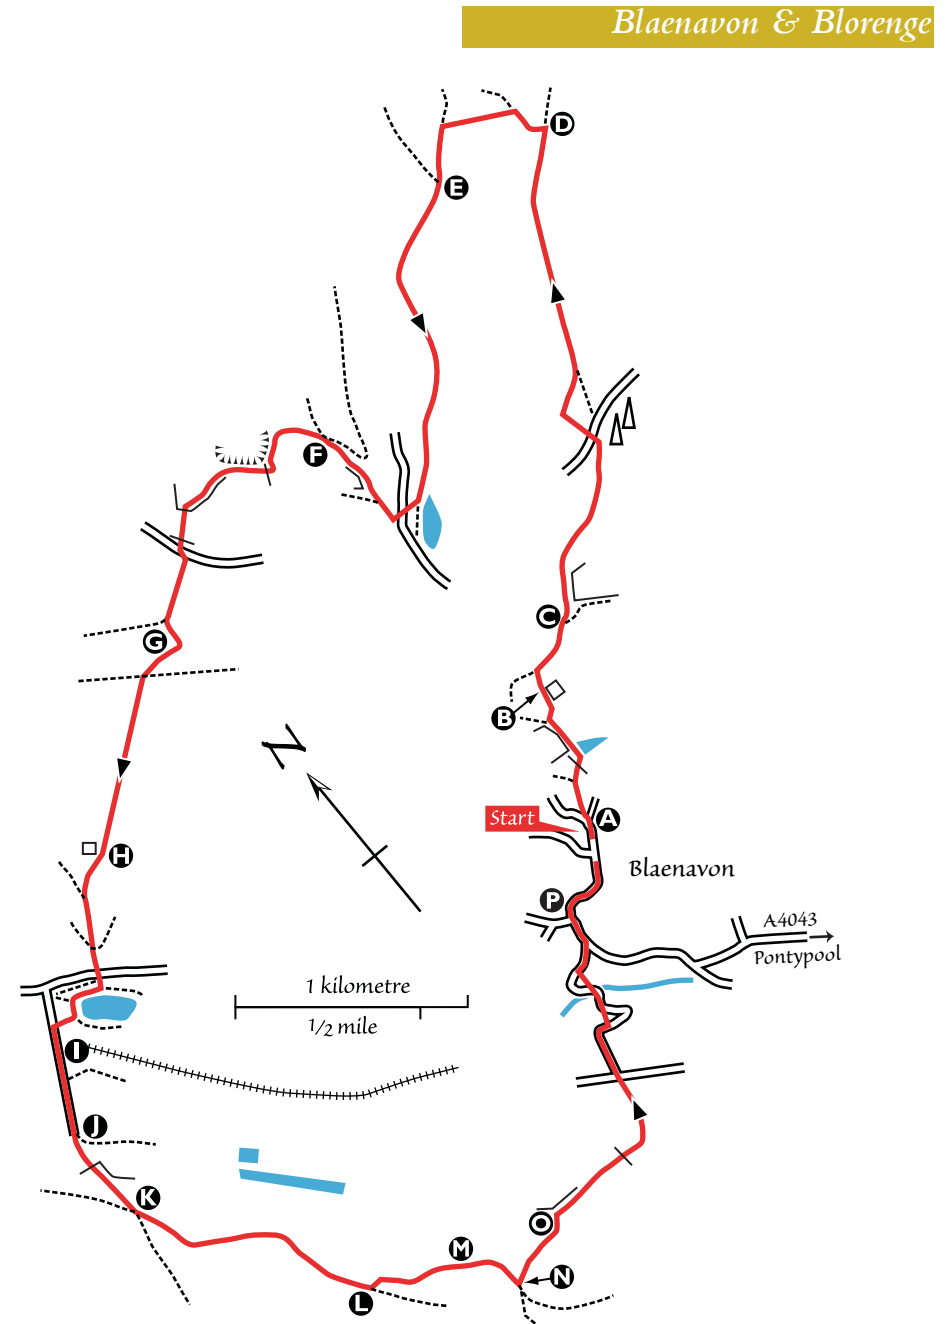 Blaenavon & Blorenge
D
E
F
C
G
B
N
Start
A
H
Blaenavon
P
A4043
Pontypool
1 kilometre
1/2 mile
I
J
K
O
M
N
L